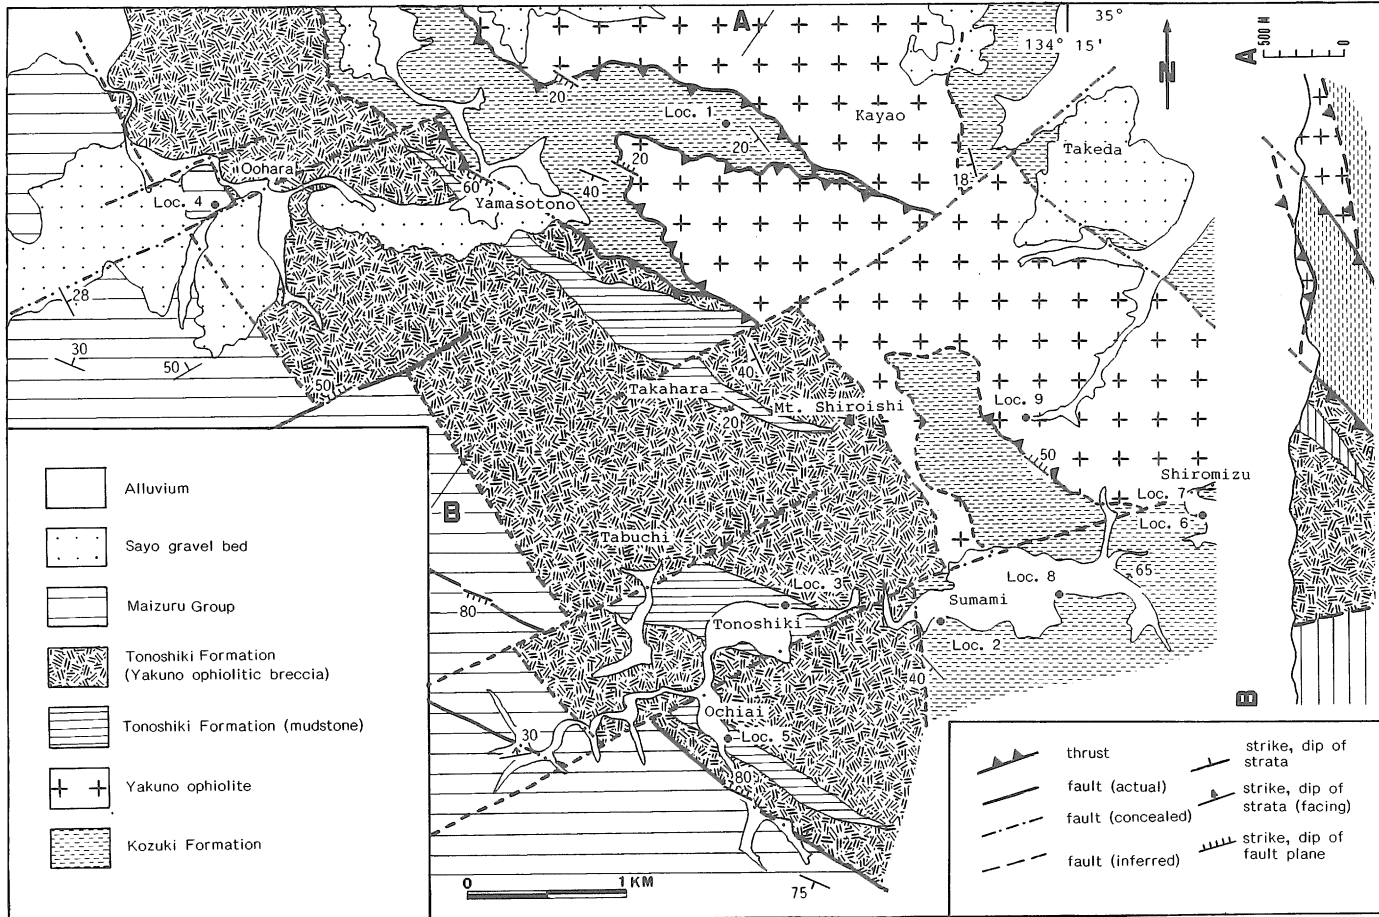 A
35°
134° 15'
N
A
500 M
0
20
Loc. 1
Kayao
20
Takeda
Oohara
20
18
60
40
Loc. 4
Yamasotono
28
30
50
50
40
Takahara
Mt. Shiroishi
20
Loc. 9
50
Shiromizu
Loc. 7
Loc. 6
B
Tabuchi
Loc. 3
Loc. 8
65
80
Sumami
Tonoshiki
Loc. 2
40
B
Ochiai
30
Loc. 5
80
75
0
1 KM
Alluvium
Sayo gravel bed
Maizuru Group
Tonoshiki Formation
(Yakuno ophiolitic breccia)
Tonoshiki Formation (mudstone)
Yakuno ophiolite
Kozuki Formation
thrust
fault (actual)
fault (concealed)
fault (inferred)
strike, dip of
strata
strike, dip of
strata (facing)
strike, dip of
fault plane